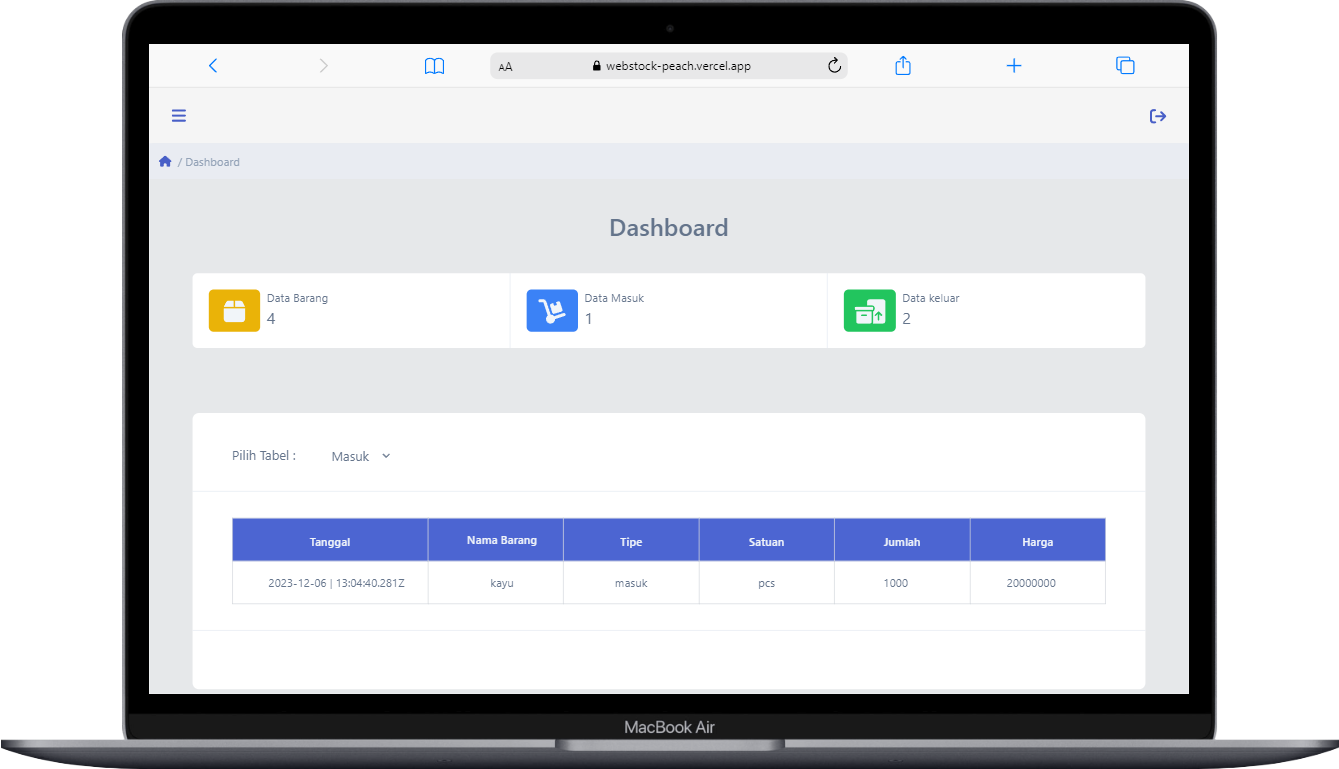 AA webstock-peach.vercel.app
/ Dashboard
Dashboard
Data Barang
4
Data Masuk
1
Data keluar
2
Pilih Tabel : Masuk
Tanggal Nama Barang Tipe Satuan Jumlah Harga
2023-12-06 | 13:04:40.281Z kayu masuk pcs 1000 20000000
MacBook Air